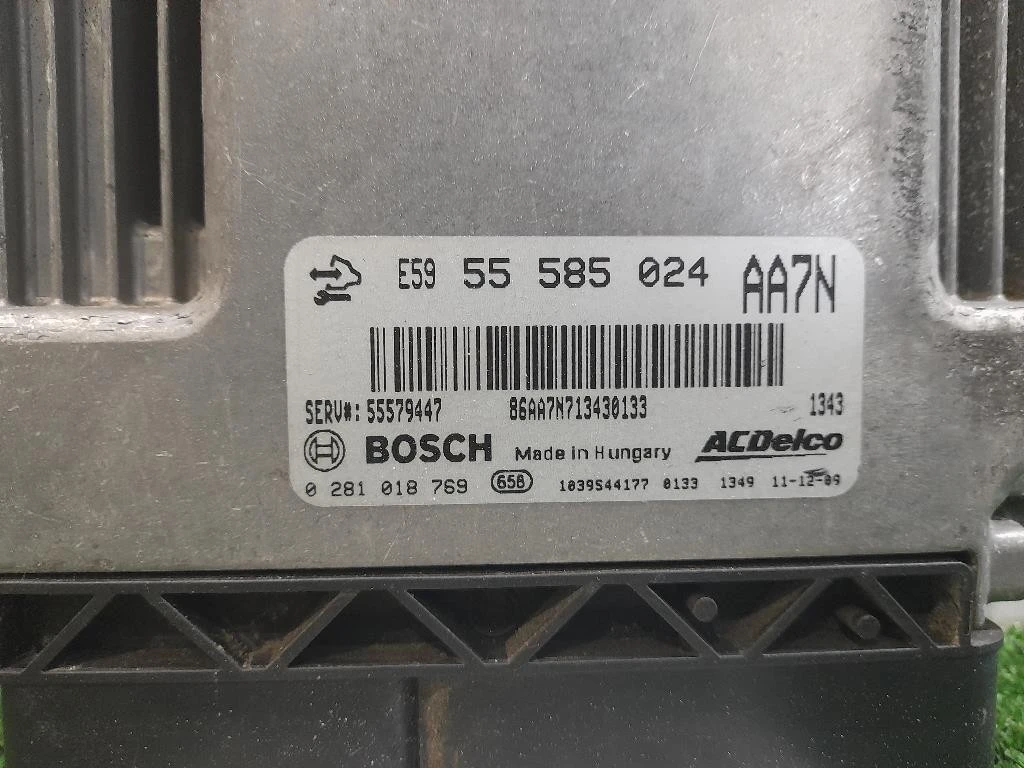 E59 55 585 024 AA7N
SERV#: 55579447 86AA7N713430133 1343
BOSCH Made in Hungary ACDelco
0 281 018 769 658 1039S44177 0133 1349 11-12-09